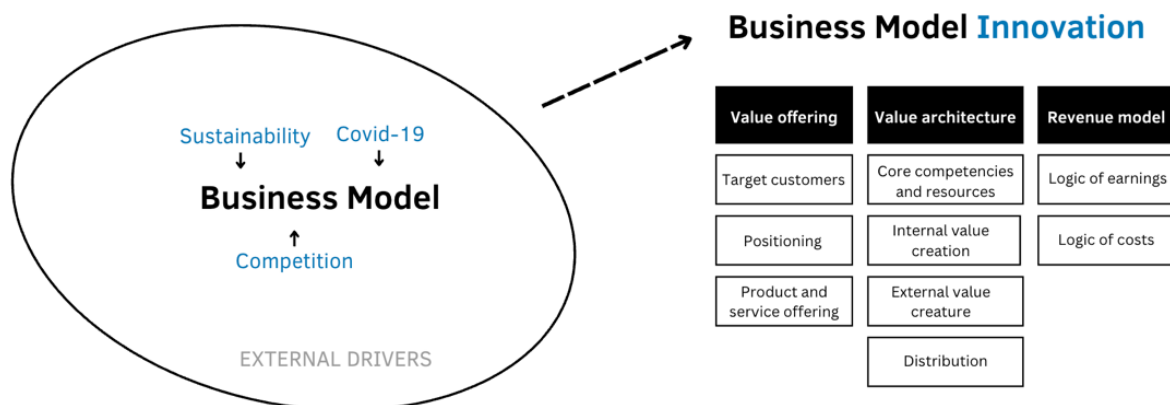 Business Model Innovation
Sustainability
Covid-19
Business Model
Competition
EXTERNAL DRIVERS
Value offering
Target customers
Positioning
Product and
service offering
Value architecture
Core competencies
and resources
Internal value
creation
External value
creature
Distribution
Revenue model
Logic of earnings
Logic of costs